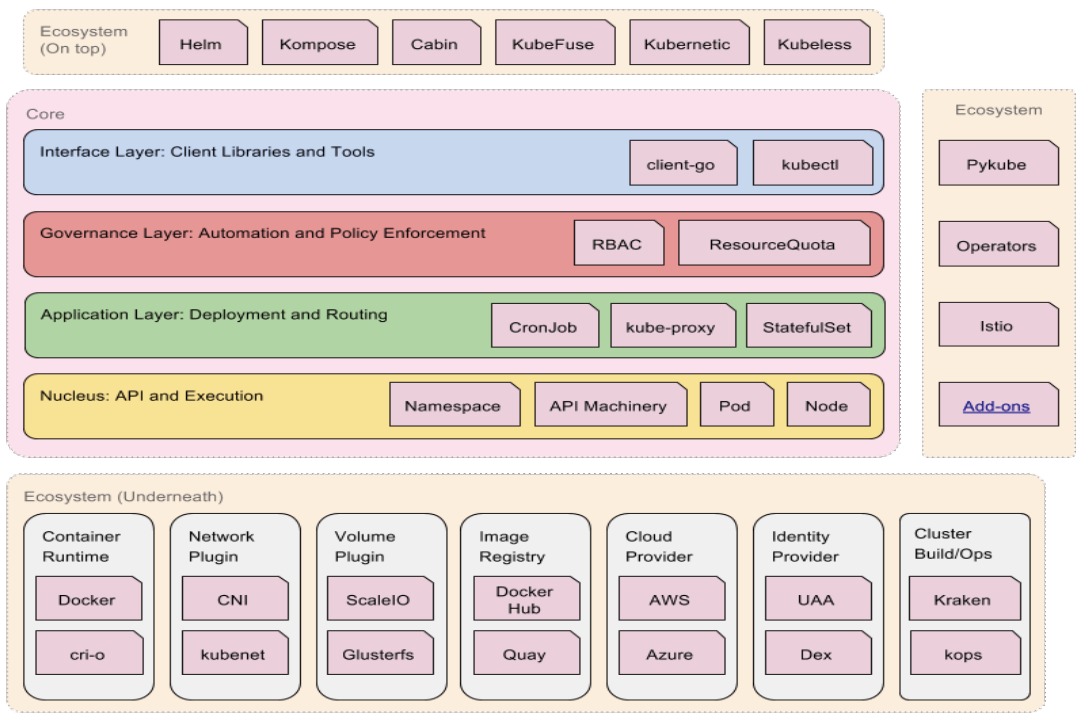 Ecosystem
(On top)
Helm
Kompose
Cabin
KubeFuse
Kubernetic
Kubeless
Core
Interface Layer: Client Libraries and Tools
client-go
kubectl
Governance Layer: Automation and Policy Enforcement
RBAC
ResourceQuota
Application Layer: Deployment and Routing
CronJob
kube-proxy
StatefulSet
Nucleus: API and Execution
Namespace
API Machinery
Pod
Node
Ecosystem
Pykube
Operators
Istio
Add-ons
Ecosystem (Underneath)
Container
Runtime
Docker
cri-o
Network
Plugin
CNI
kubenet
Volume
Plugin
ScaleIO
Glusterfs
Image
Registry
Docker
Hub
Quay
Cloud
Provider
AWS
Azure
Identity
Provider
UAA
Dex
Cluster
Build/Ops
Kraken
kops